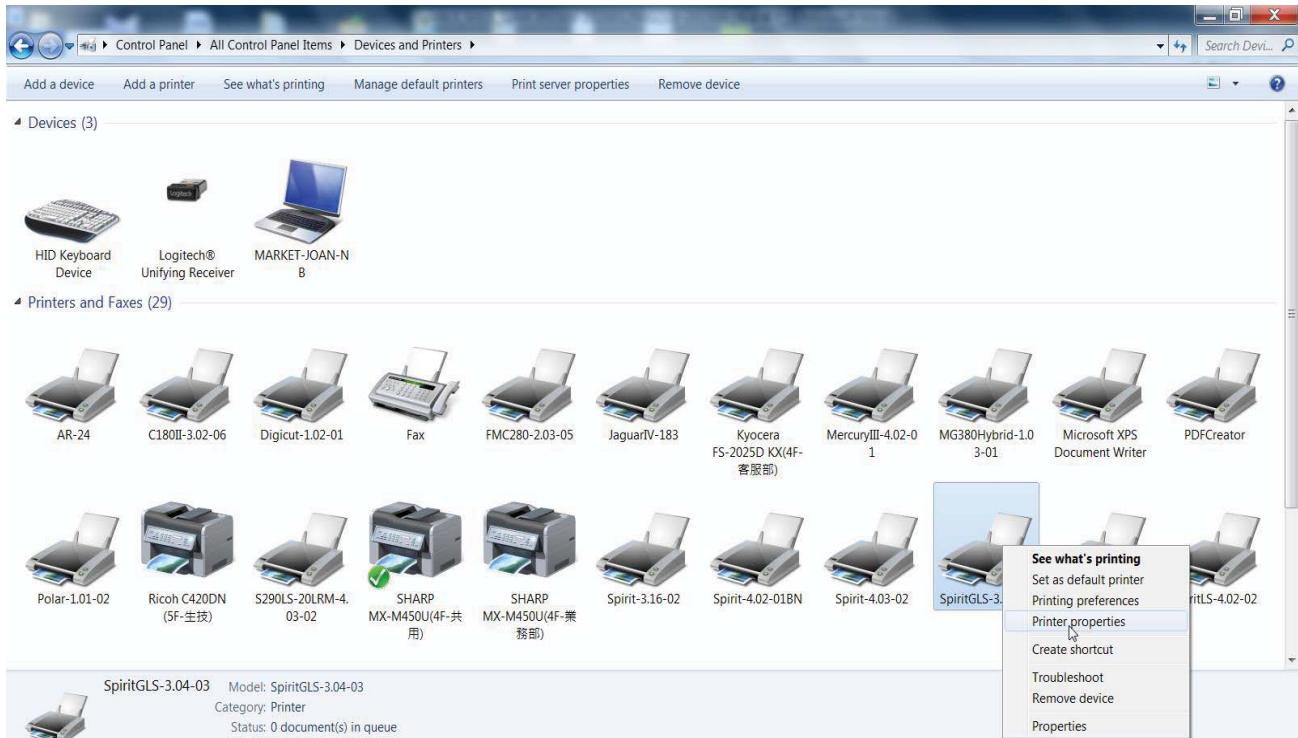 Control Panel ▸ All Control Panel Items ▸ Devices and Printers ▸
Search Devi...
Add a device Add a printer See what's printing Manage default printers Print server properties Remove device
Devices (3)
Logitech
HID Keyboard
Device
Logitech®
Unifying Receiver
MARKET-JOAN-N
B
Printers and Faxes (29)
AR-24
C180II-3.02-06
Digicut-1.02-01
Fax
FMC280-2.03-05
JaguarIV-183
Kyocera
FS-2025D KX(4F-
客服部)
MercuryIII-4.02-0
1
MG380Hybrid-1.0
3-01
Microsoft XPS
Document Writer
PDFCreator
Polar-1.01-02
Ricoh C420DN
(5F-生技)
S290LS-20LRM-4.
03-02
SHARP
MX-M450U(4F-共
用)
SHARP
MX-M450U(4F-業
務部)
Spirit-3.16-02
Spirit-4.02-01BN
Spirit-4.03-02
SpiritGLS-3.
ritLS-4.02-02
See what's printing
Set as default printer
Printing preferences
Printer properties
Create shortcut
Troubleshoot
Remove device
Properties
SpiritGLS-3.04-03 Model: SpiritGLS-3.04-03
Category: Printer
Status: 0 document(s) in queue